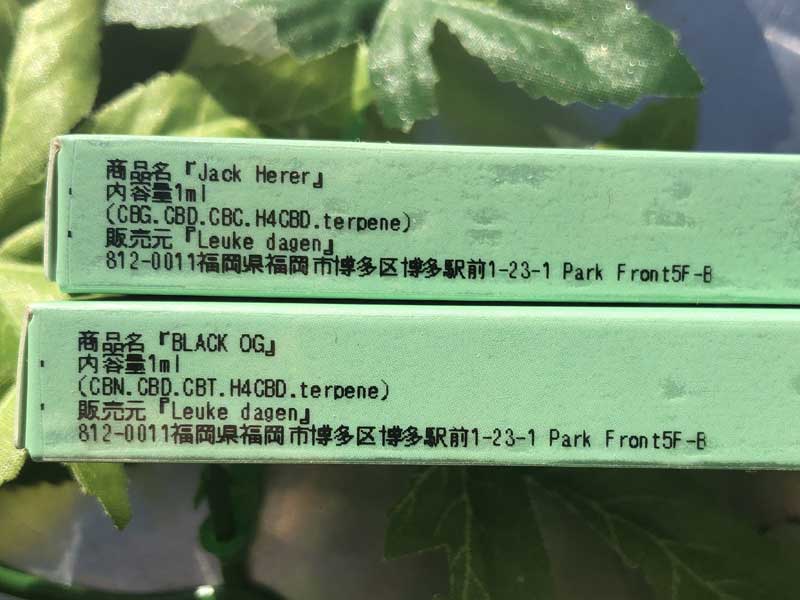 商品名『Jack Herer』
内容量1ml
(CBG.CBD.CBC.H4CBD.terpene)
販売元『Leuke dagen』
812-0011福岡県福岡市博多区博多駅前1-23-1 Park Front5F-B
商品名『BLACK OG』
内容量1ml
(CBN.CBD.CBT.H4CBD.terpene)
販売元『Leuke dagen』
812-0011福岡県福岡市博多区博多駅前1-23-1 Park Front5F-B